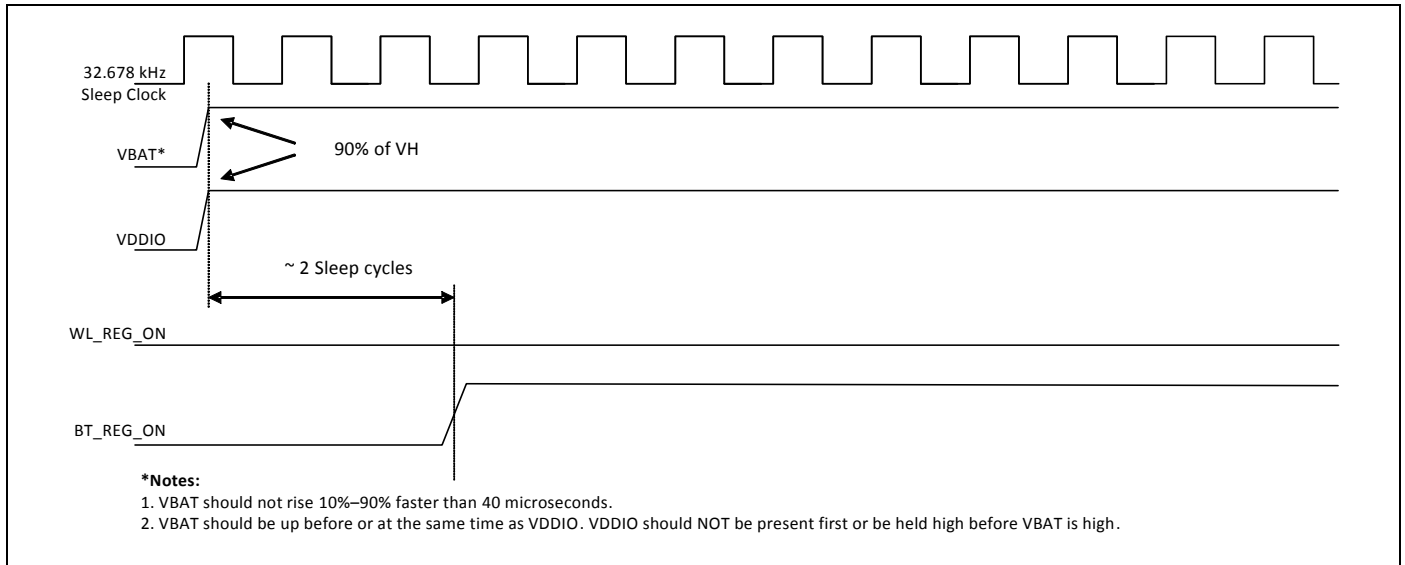 32.678 kHz
Sleep Clock
VBAT*
90% of VH
VDDIO
~ 2 Sleep cycles
WL_REG_ON
BT_REG_ON
*Notes:
1. VBAT should not rise 10%–90% faster than 40 microseconds.
2. VBAT should be up before or at the same time as VDDIO. VDDIO should NOT be present first or be held high before VBAT is high.